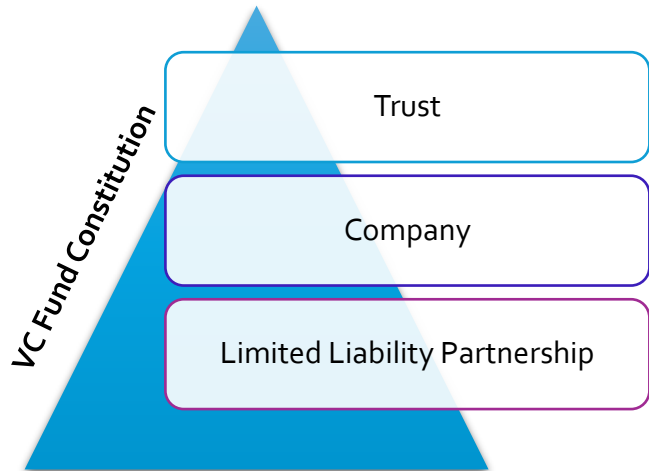 VC Fund Constitution
Trust
Company
Limited Liability Partnership